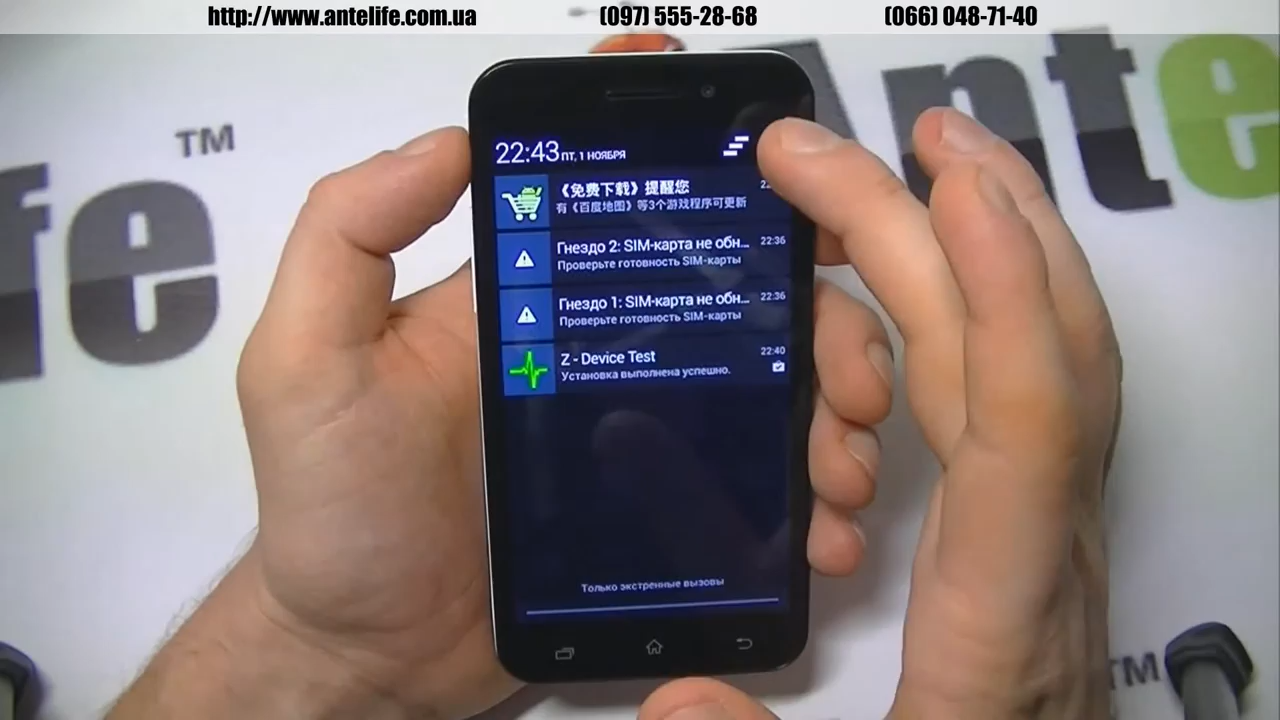 http://www.antelife.com.ua (097) 555-28-68 (066) 048-71-40
Ante
TM
fe
22:43 ПТ, 1 НОЯБРЯ
《免费下载》提醒您
有《百度地图》等3个游戏程序可更新
Гнездо 2: SIM-карта не обн... 22:36
Проверьте готовность SIM-карты
Гнездо 1: SIM-карта не обн... 22:36
Проверьте готовность SIM-карты
Z - Device Test 22:40
Установка выполнена успешно.
Только экстренные вызовы
TM